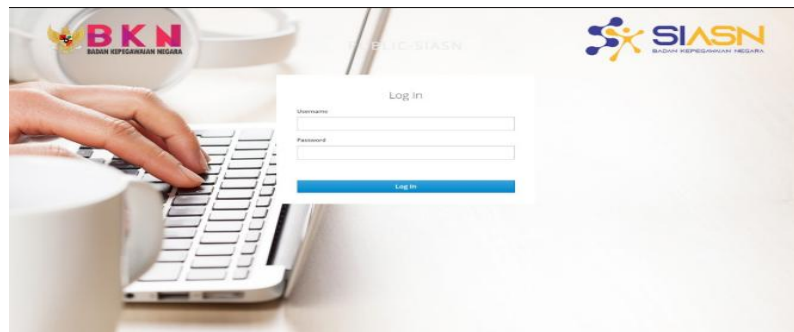 BKN
BADAN KEPEGAWAIAN NEGARA
PUBLIC-SIASN
SIASN
BADAN KEPEGAWAIAN NEGARA
Log In
Username
Password
Log In